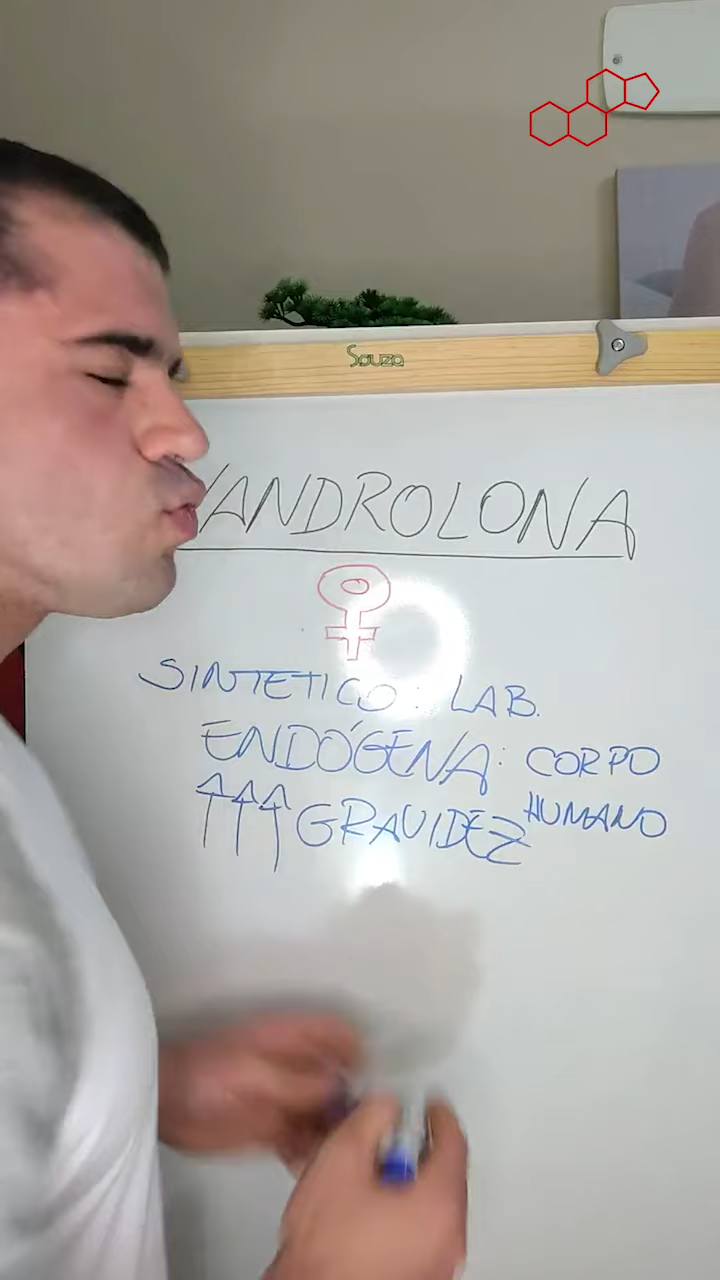 Souza
NANDROLONA
SINTETICO: LAB.
ENDÓGENA: CORPO
HUMANO
GRAVIDEZ